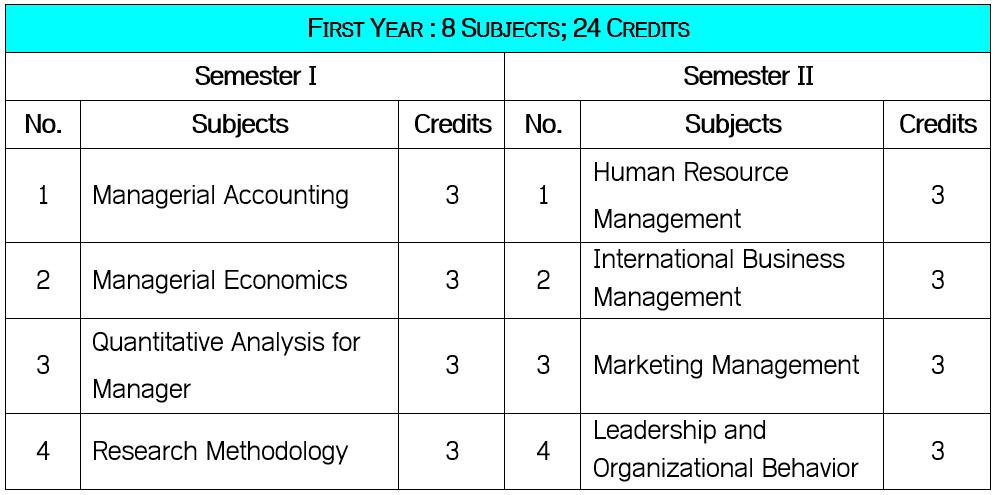 FIRST YEAR : 8 SUBJECTS; 24 CREDITS
Semester I Semester II
No. Subjects Credits No. Subjects Credits
1 Managerial Accounting 3 1 Human Resource
Management 3
2 Managerial Economics 3 2 International Business
Management 3
3 Quantitative Analysis for
Manager 3 3 Marketing Management 3
4 Research Methodology 3 4 Leadership and
Organizational Behavior 3